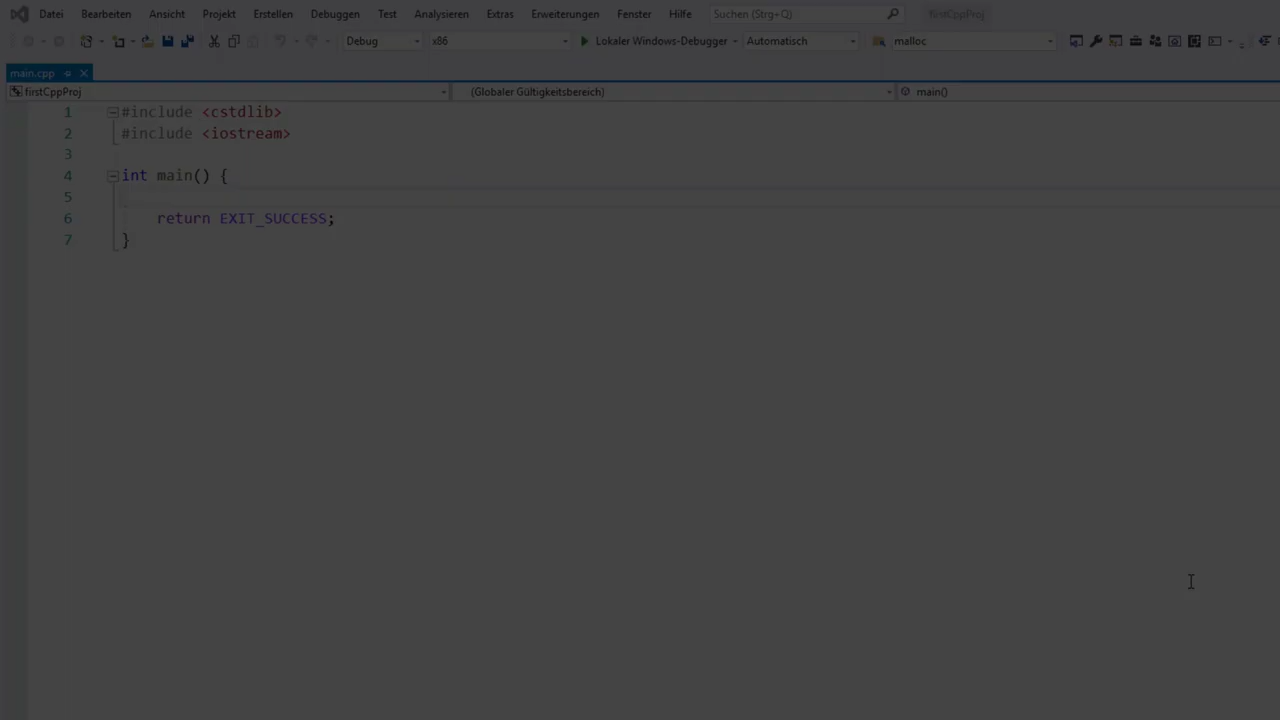 Datei Bearbeiten Ansicht Projekt Erstellen Debuggen Test Analysieren Extras Erweiterungen Fenster Hilfe Suchen (Strg+Q) firstCppProj
Debug x86 Lokaler Windows-Debugger Automatisch malloc
main.cpp
firstCppProj (Globaler Gültigkeitsbereich) main()
1 #include <cstdlib>
2 #include <iostream>
3
4 int main() {
5
6 return EXIT_SUCCESS;
7 }